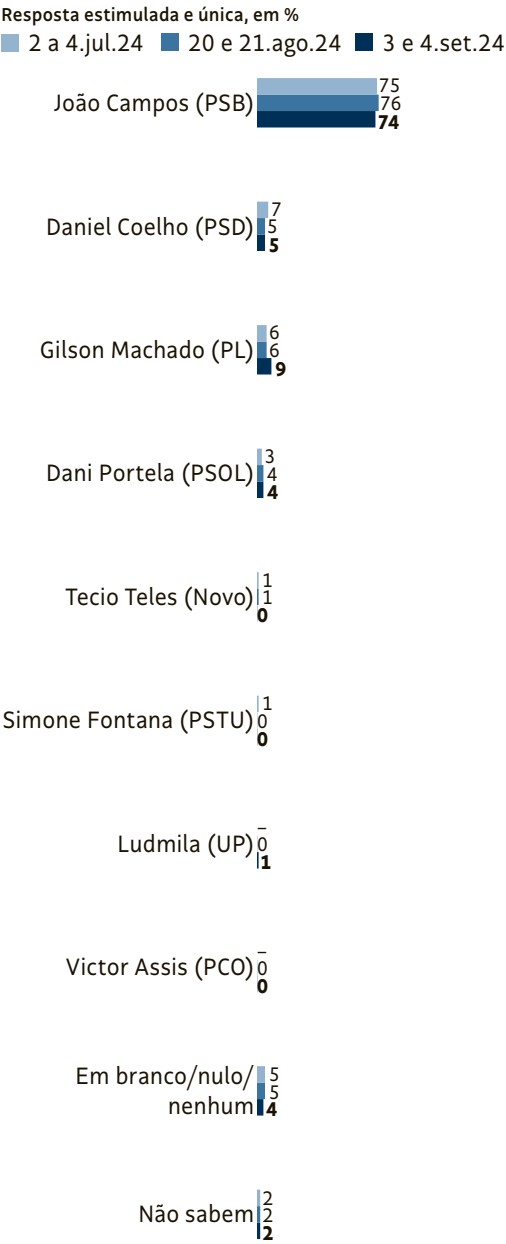 Resposta estimulada e única, em %
2 a 4.jul.24 20 e 21.ago.24 3 e 4.set.24
João Campos (PSB)
75
76
74
Daniel Coelho (PSD)
7
5
5
Gilson Machado (PL)
6
6
9
Dani Portela (PSOL)
3
4
4
Tecio Teles (Novo)
1
1
0
Simone Fontana (PSTU)
1
0
0
Ludmila (UP)
–
0
1
Victor Assis (PCO)
–
0
0
Em branco/nulo/
nenhum
5
5
4
Não sabem
2
2
2